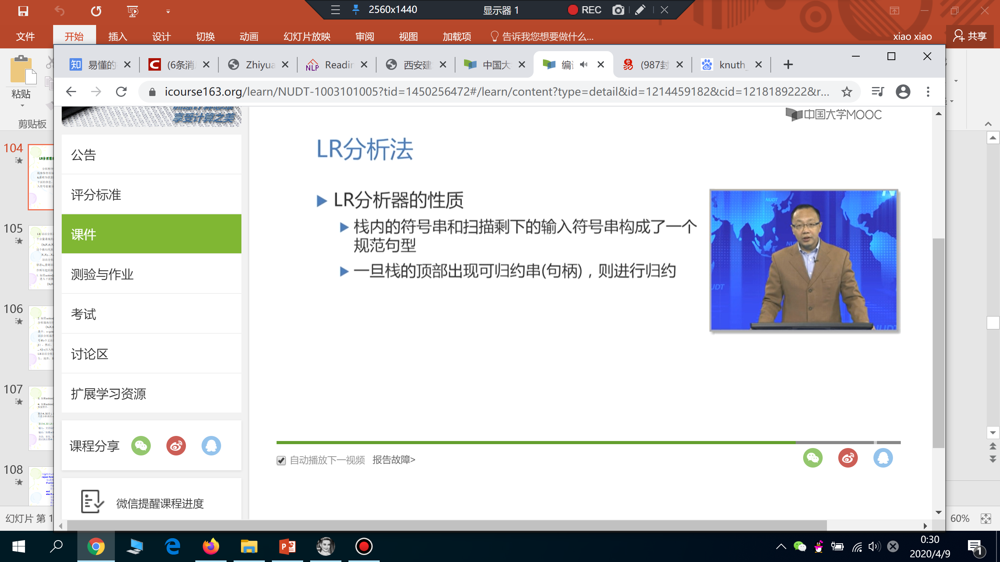 2560x1440
显示器 1
REC
文件
开始
插入
设计
切换
动画
幻灯片放映
审阅
视图
加载项
告诉我您想要做什么...
xiao xiao
共享
粘贴
剪贴板
知 易懂的
(6条消
Zhiyua
NLP Readin
西安建
中国大
编
(987封
du knuth_
icourse163.org/learn/NUDT-1003101005?tid=1450256472#/learn/content?type=detail&id=1214459182&cid=1218189222&r...
享受计算之美
公告
评分标准
课件
测验与作业
考试
讨论区
扩展学习资源
课程分享
微信提醒课程进度
中国大学MOOC
LR分析法
LR分析器的性质
栈内的符号串和扫描剩下的输入符号串构成了一个
规范句型
一旦栈的顶部出现可归约串(句柄)，则进行归约
NUDT
自动播放下一视频 报告故障>
104
105
106
107
108
幻灯片 第 1
60%
0:30
2020/4/9
1